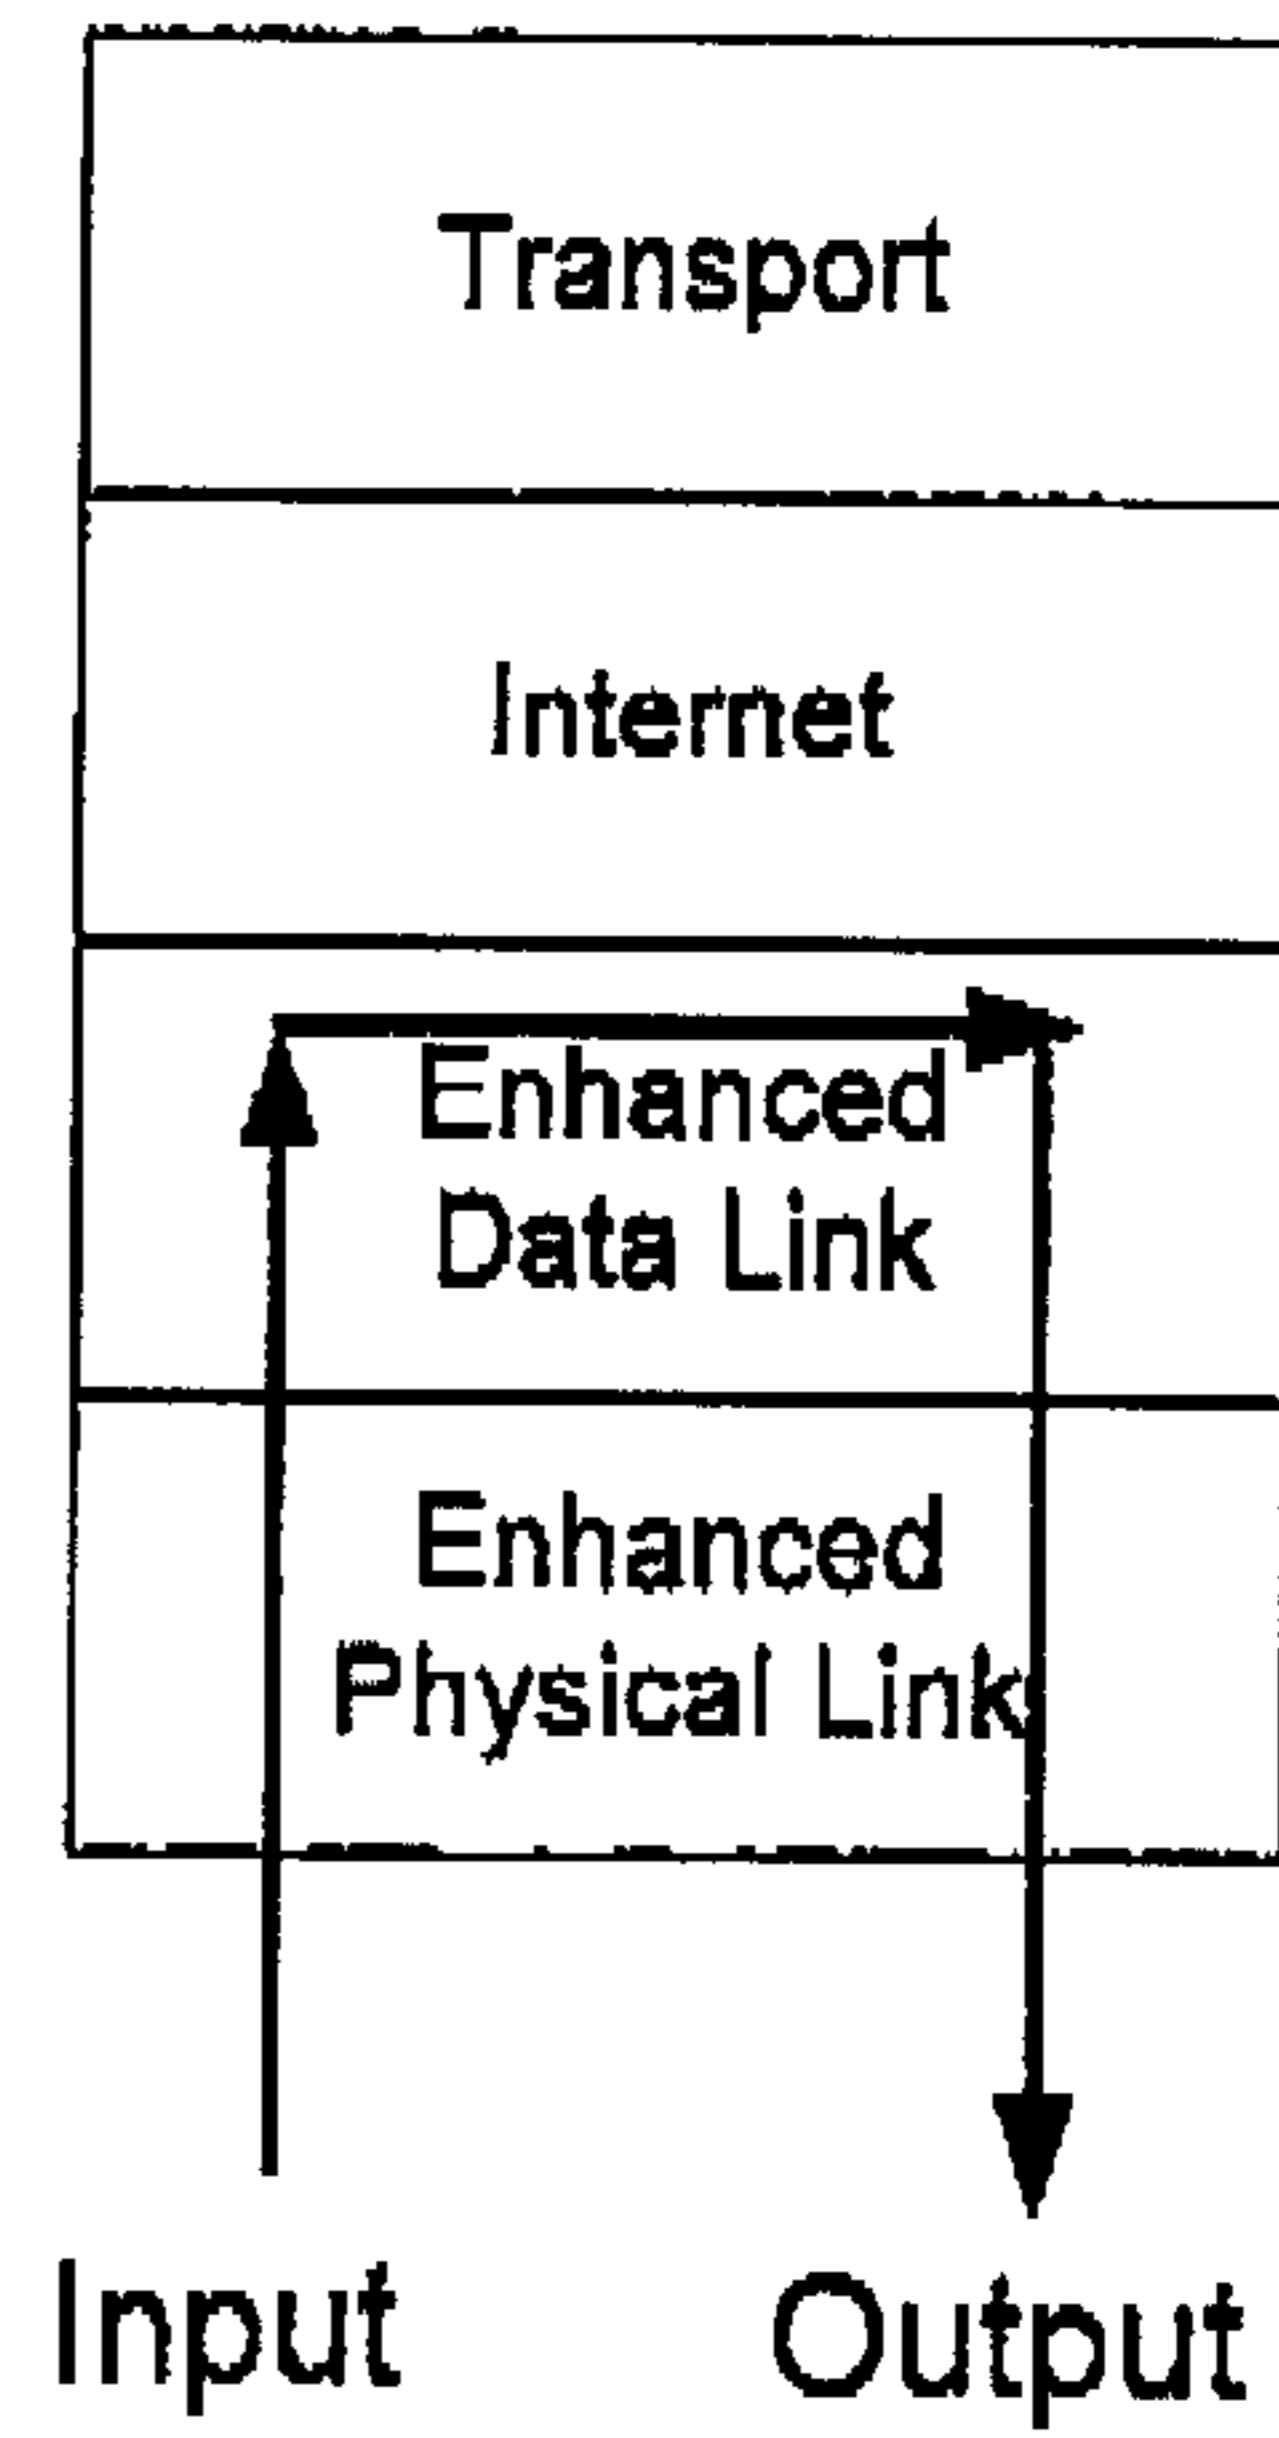 Transport
Internet
Enhanced
Data Link
Enhanced
Physical Link
Input
Output